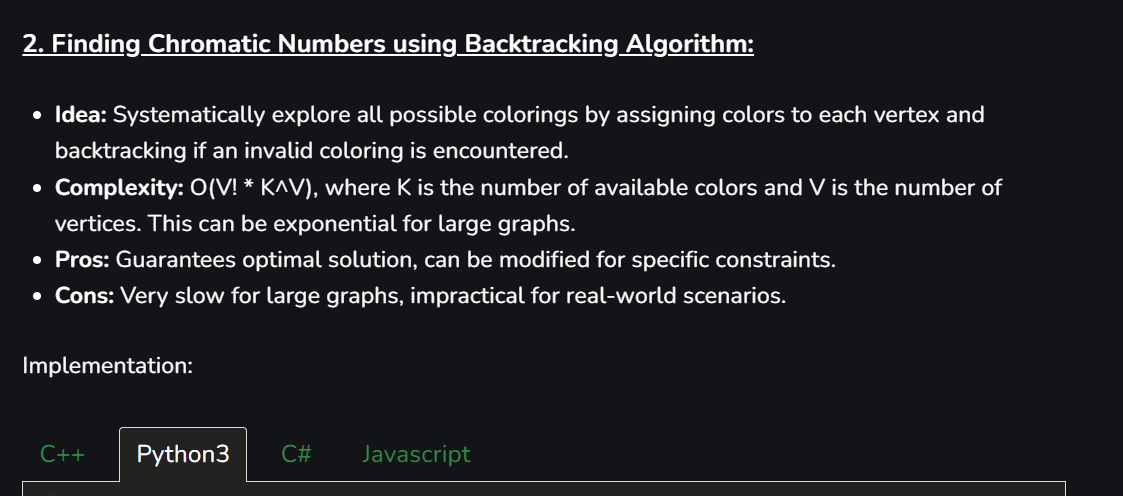 2. Finding Chromatic Numbers using Backtracking Algorithm:
• Idea: Systematically explore all possible colorings by assigning colors to each vertex and
backtracking if an invalid coloring is encountered.
• Complexity: O(V! * K^V), where K is the number of available colors and V is the number of
vertices. This can be exponential for large graphs.
• Pros: Guarantees optimal solution, can be modified for specific constraints.
• Cons: Very slow for large graphs, impractical for real-world scenarios.
Implementation:
C++ Python3 C# Javascript